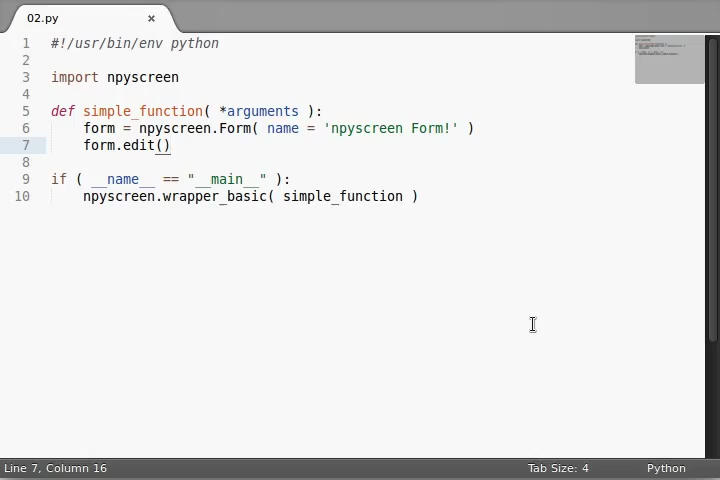 02.py ×
1 #!/usr/bin/env python
2
3 import npyscreen
4
5 def simple_function( *arguments ):
6     form = npyscreen.Form( name = 'npyscreen Form!' )
7     form.edit()
8
9 if ( __name__ == "__main__" ):
10     npyscreen.wrapper_basic( simple_function )
Line 7, Column 16 Tab Size: 4 Python